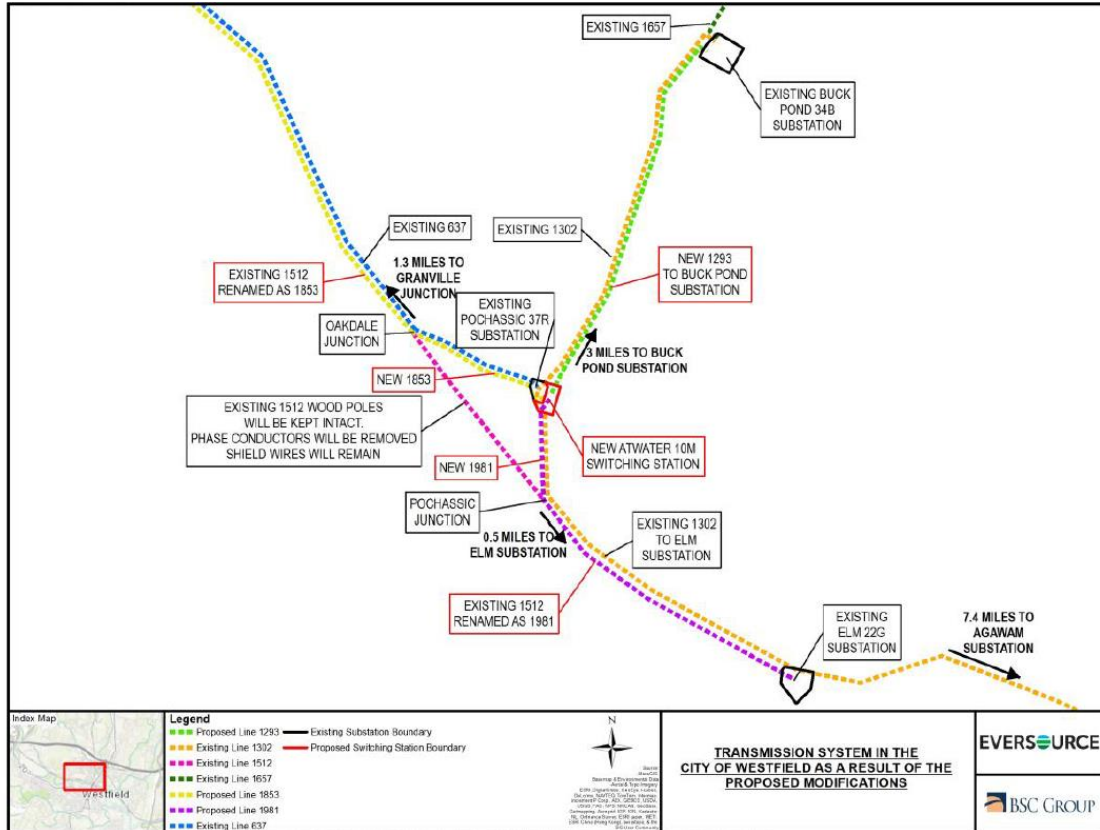 EXISTING 1657
EXISTING BUCK
POND 34B
SUBSTATION
EXISTING 637
EXISTING 1302
1.3 MILES TO
GRANVILLE
JUNCTION
EXISTING 1512
RENAMED AS 1853
NEW 1293
TO BUCK POND
SUBSTATION
EXISTING
POCHASSIC 37R
SUBSTATION
OAKDALE
JUNCTION
3 MILES TO BUCK
POND SUBSTATION
NEW 1853
EXISTING 1512 WOOD POLES
WILL BE KEPT INTACT.
PHASE CONDUCTORS WILL BE REMOVED
SHIELD WIRES WILL REMAIN
NEW ATWATER 10M
SWITCHING STATION
NEW 1981
POCHASSIC
JUNCTION
0.5 MILES TO
ELM SUBSTATION
EXISTING 1302
TO ELM
SUBSTATION
EXISTING 1512
RENAMED AS 1981
EXISTING
ELM 22G
SUBSTATION
7.4 MILES TO
AGAWAM
SUBSTATION
Index Map
Westfield
Legend
Proposed Line 1293
Existing Line 1302
Existing Line 1512
Existing Line 1657
Proposed Line 1853
Proposed Line 1981
Existing Line 637
Existing Substation Boundary
Proposed Switching Station Boundary
N
TRANSMISSION SYSTEM IN THE
CITY OF WESTFIELD AS A RESULT OF THE
PROPOSED MODIFICATIONS
EVERSOURCE
BSC GROUP